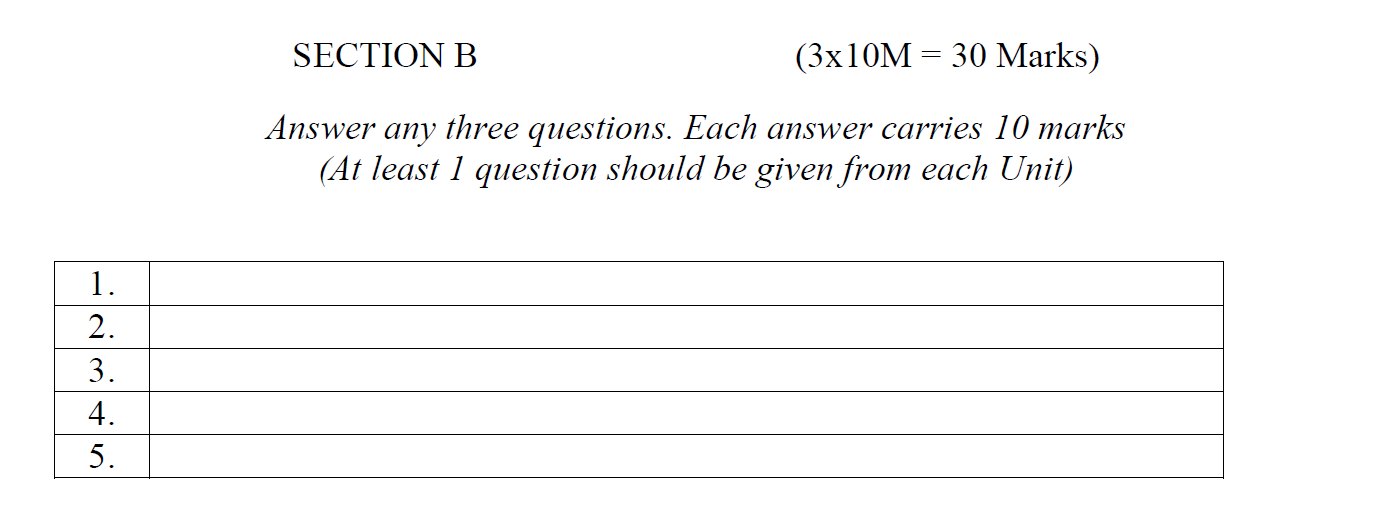 SECTION B (3x10M = 30 Marks)
Answer any three questions. Each answer carries 10 marks
(At least 1 question should be given from each Unit)
1.
2.
3.
4.
5.